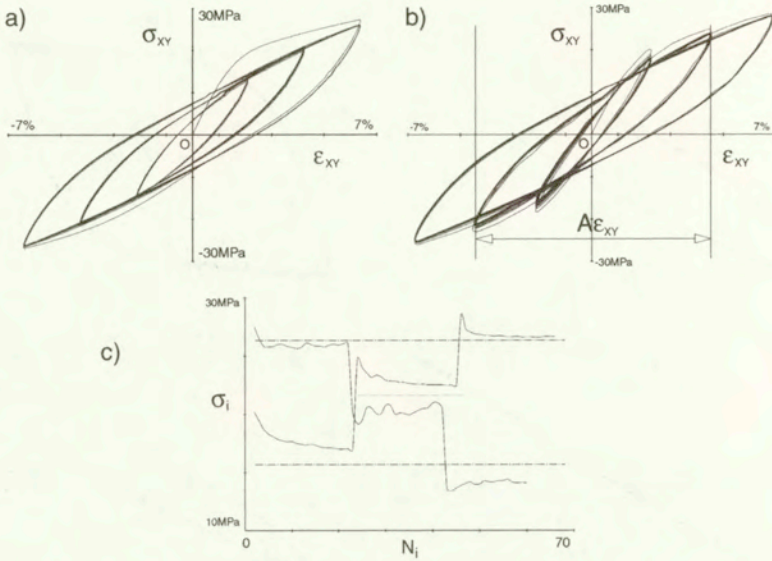 a)
30MPa
σXY
-7%
O
7%
εXY
-30MPa
b)
30MPa
σXY
-7%
O
7%
εXY
Aεxy
-30MPa
c)
30MPa
σi
10MPa
0
Ni
70